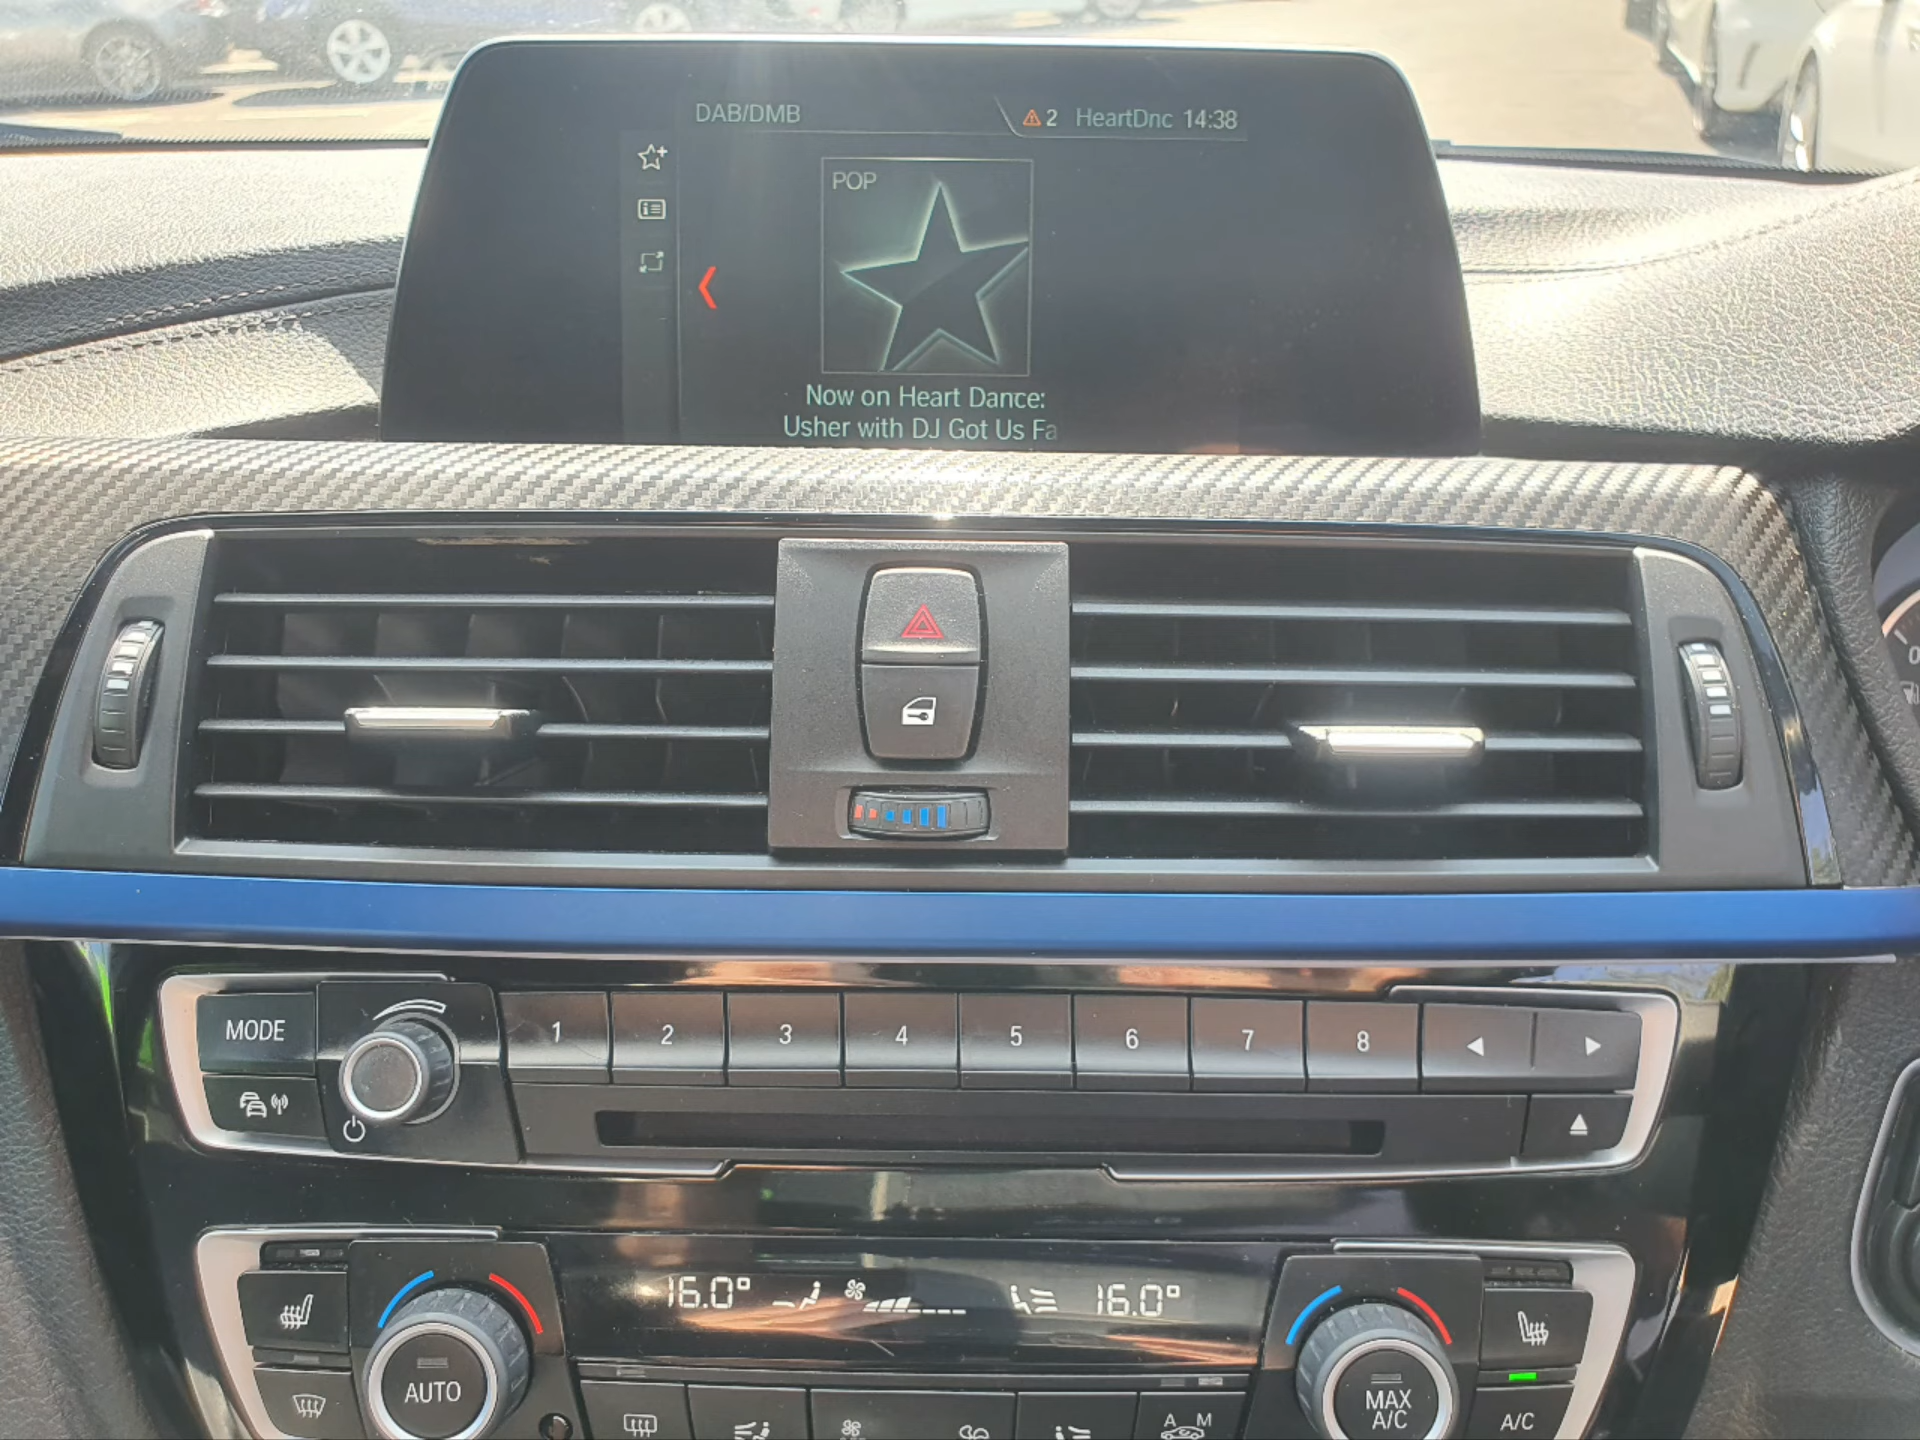 DAB/DMB
2 HeartDnc 14:38
POP
Now on Heart Dance:
Usher with DJ Got Us Fa
MODE 1 2 3 4 5 6 7 8
16.0° 16.0°
AUTO
MAX
A/C
A/C
A M
0